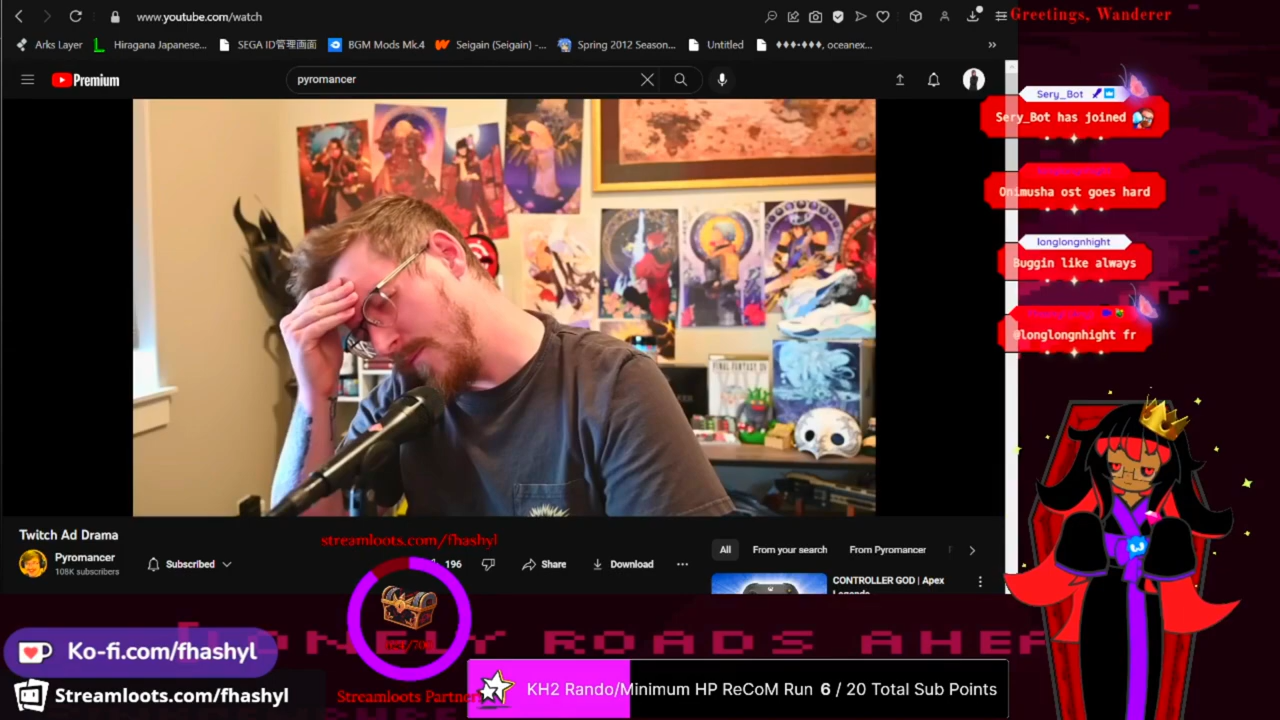 www.youtube.com/watch
Greetings, Wanderer
Arks Layer
Hiragana Japanese...
SEGA ID管理画面
BGM Mods Mk.4
Seigain (Seigain) -...
Spring 2012 Season...
Untitled
♦♦♦-♦♦, oceanex...
»
Premium
pyromancer
Sery_Bot
Sery_Bot has joined
Onimusha ost goes hard
longlongnhight
Buggin like always
@longlongnhight fr
FINAL FANTASY XIV
Twitch Ad Drama
Pyromancer
108K subscribers
Subscribed
streamloots.com/fhashyl
196
Share
Download
All
From your search
From Pyromancer
CONTROLLER GOD | Apex
LONELY ROADS AHEA
Ko-fi.com/fhashyl
Streamloots.com/fhashyl
Streamloots Partner
KH2 Rando/Minimum HP ReCoM Run 6 / 20 Total Sub Points